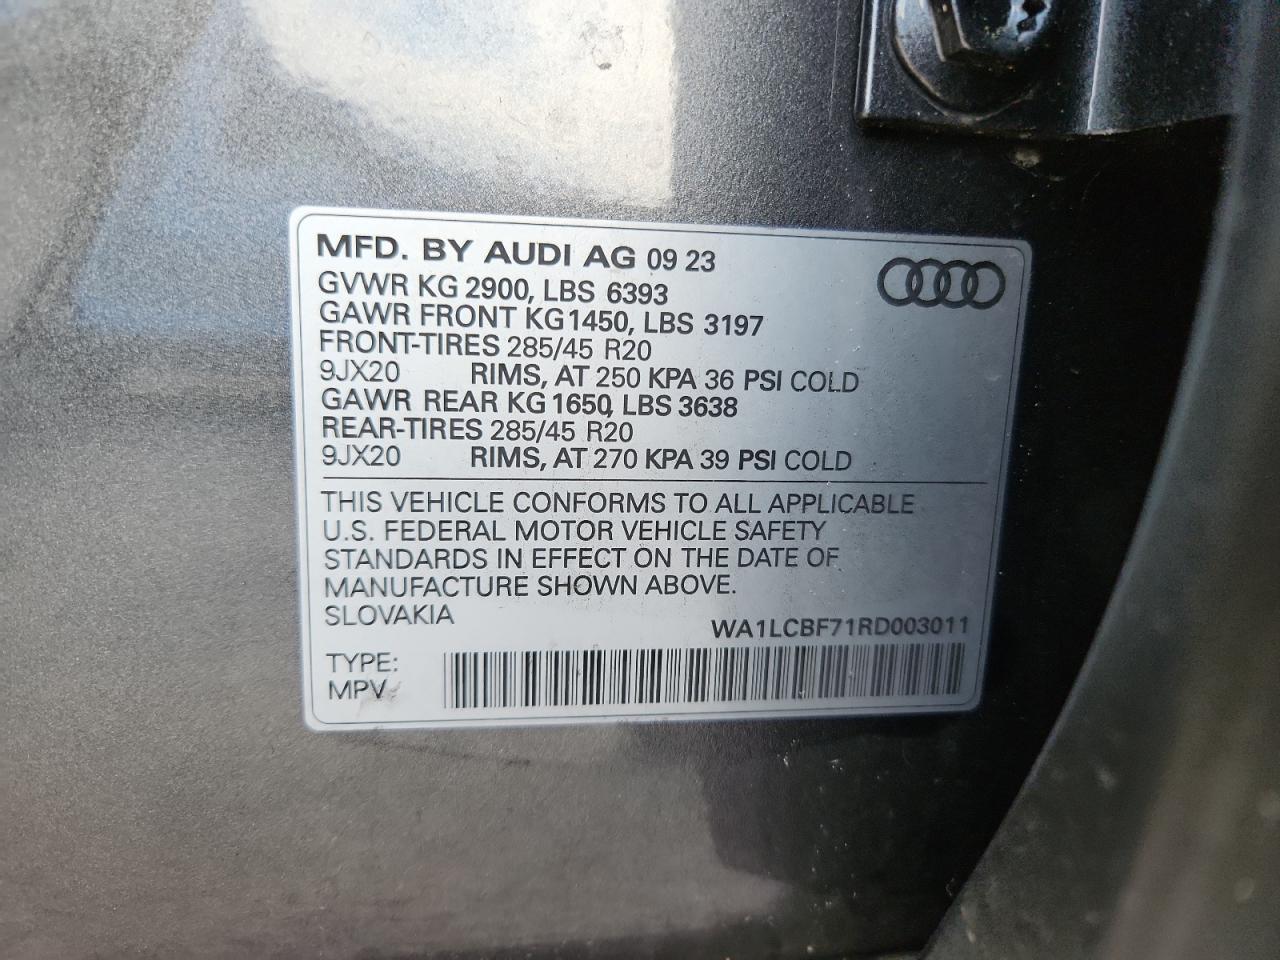 MFD. BY AUDI AG 09 23
GVWR KG 2900, LBS 6393
GAWR FRONT KG 1450, LBS 3197
FRONT-TIRES 285/45 R20
9JX20 RIMS, AT 250 KPA 36 PSI COLD
GAWR REAR KG 1650, LBS 3638
REAR-TIRES 285/45 R20
9JX20 RIMS, AT 270 KPA 39 PSI COLD
THIS VEHICLE CONFORMS TO ALL APPLICABLE
U.S. FEDERAL MOTOR VEHICLE SAFETY
STANDARDS IN EFFECT ON THE DATE OF
MANUFACTURE SHOWN ABOVE.
SLOVAKIA
WA1LCBF71RD003011
TYPE:
MPV